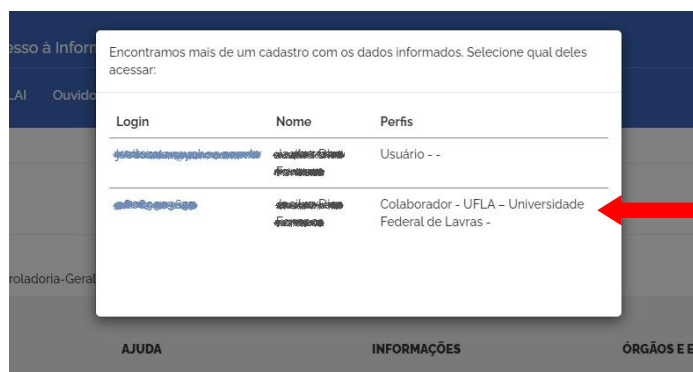 esso à Inform
Encontramos mais de um cadastro com os dados informados. Selecione qual deles
acessar:
LAI Ouvido
Login Nome Perfis
Usuário - -
Colaborador - UFLA – Universidade
Federal de Lavras -
roladoria-Geral
AJUDA INFORMAÇÕES ÓRGÃOS E E